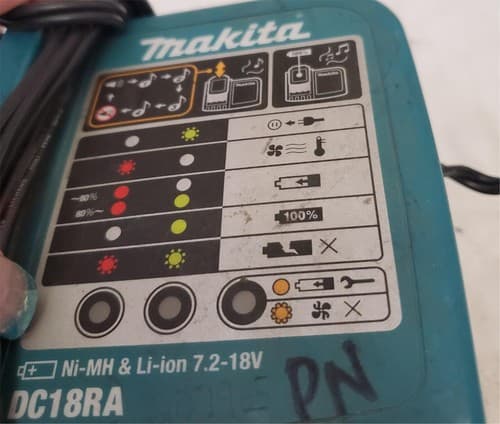 makita
~80%
80%~
100%
Ni-MH & Li-ion 7.2-18V
PN
DC18RA